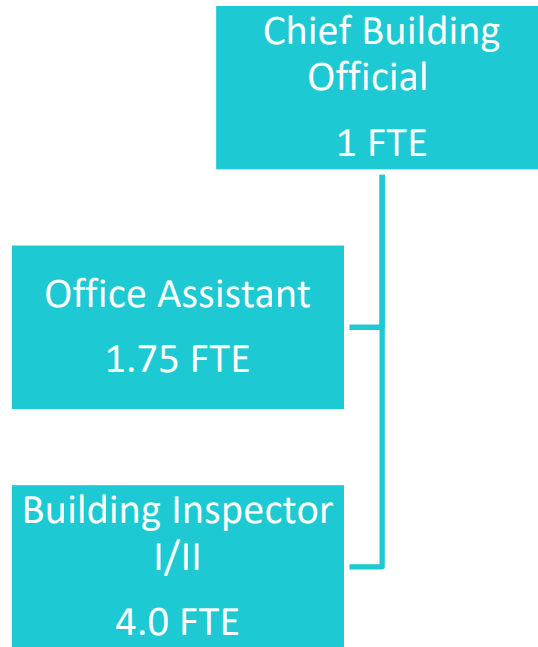 Chief Building
Official
1 FTE
Office Assistant
1.75 FTE
Building Inspector
I/II
4.0 FTE